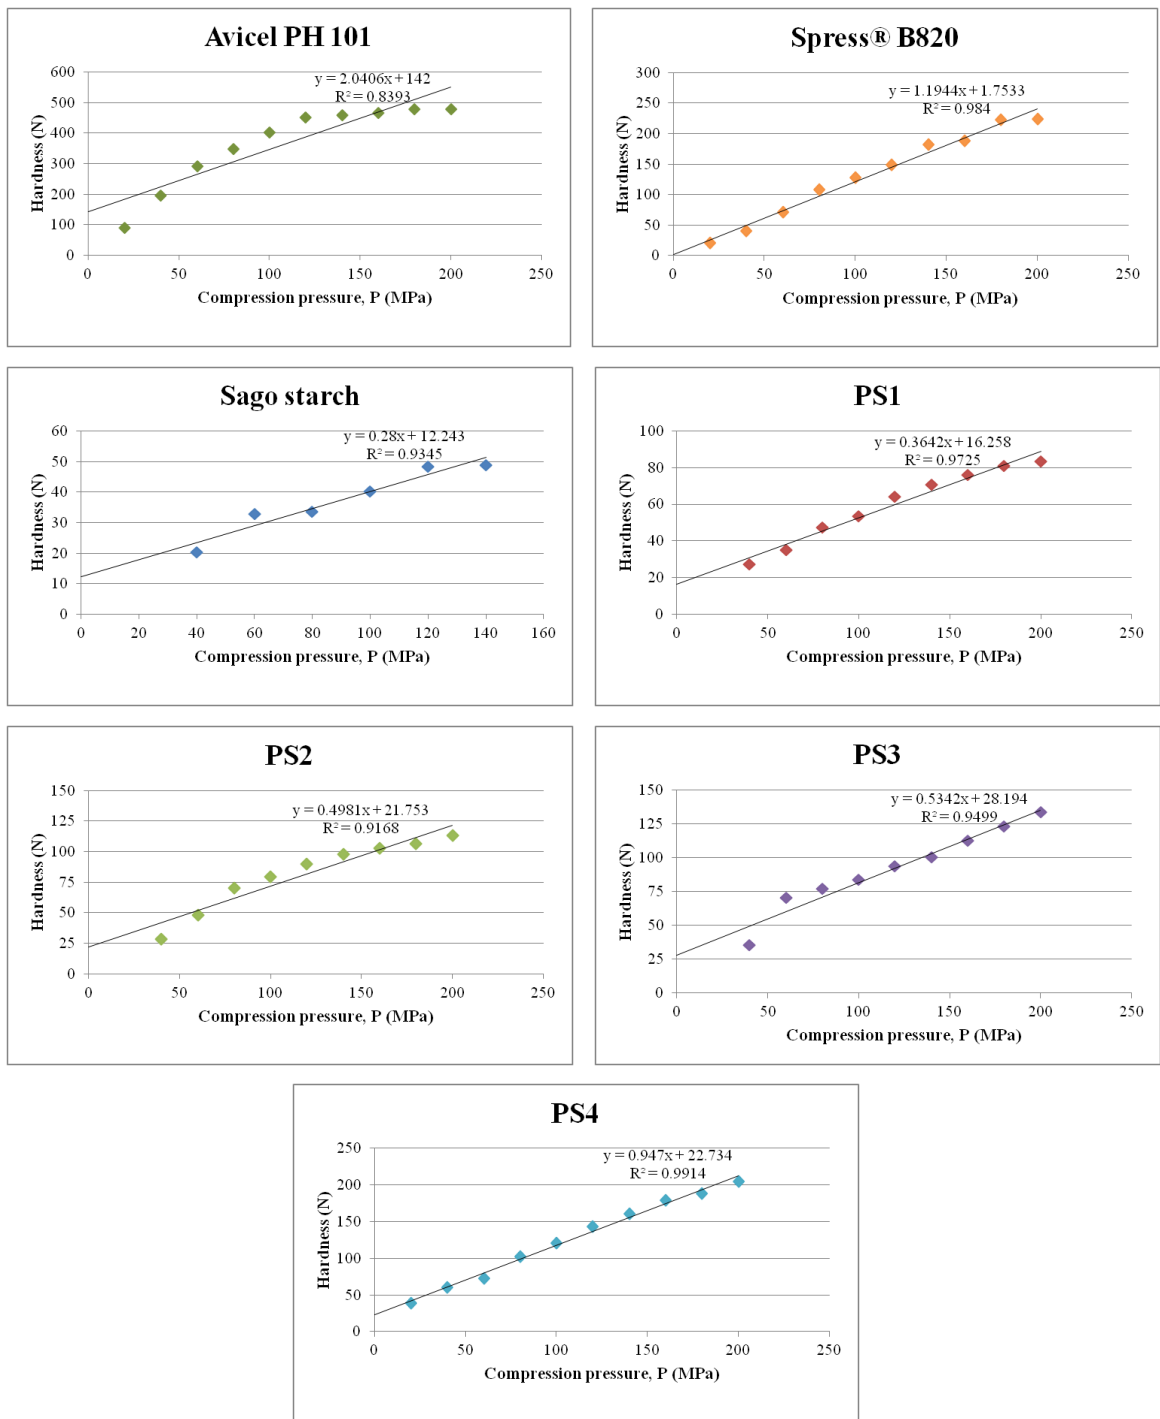 Avicel PH 101
y = 2.0406x + 142
R² = 0.8393
Hardness (N)
600
500
400
300
200
100
0
0 50 100 150 200 250
Compression pressure, P (MPa)
Spress® B820
y = 1.1944x + 1.7533
R² = 0.984
Hardness (N)
300
250
200
150
100
50
0
0 50 100 150 200 250
Compression pressure, P (MPa)
Sago starch
y = 0.28x + 12.243
R² = 0.9345
Hardness (N)
60
50
40
30
20
10
0
0 20 40 60 80 100 120 140 160
Compression pressure, P (MPa)
PS1
y = 0.3642x + 16.258
R² = 0.9725
Hardness (N)
100
80
60
40
20
0
0 50 100 150 200 250
Compression pressure, P (MPa)
PS2
y = 0.4981x + 21.753
R² = 0.9168
Hardness (N)
150
125
100
75
50
25
0
0 50 100 150 200 250
Compression pressure, P (MPa)
PS3
y = 0.5342x + 28.194
R² = 0.9499
Hardness (N)
150
125
100
75
50
25
0
0 50 100 150 200 250
Compression pressure, P (MPa)
PS4
y = 0.947x + 22.734
R² = 0.9914
Hardness (N)
250
200
150
100
50
0
0 50 100 150 200 250
Compression pressure, P (MPa)